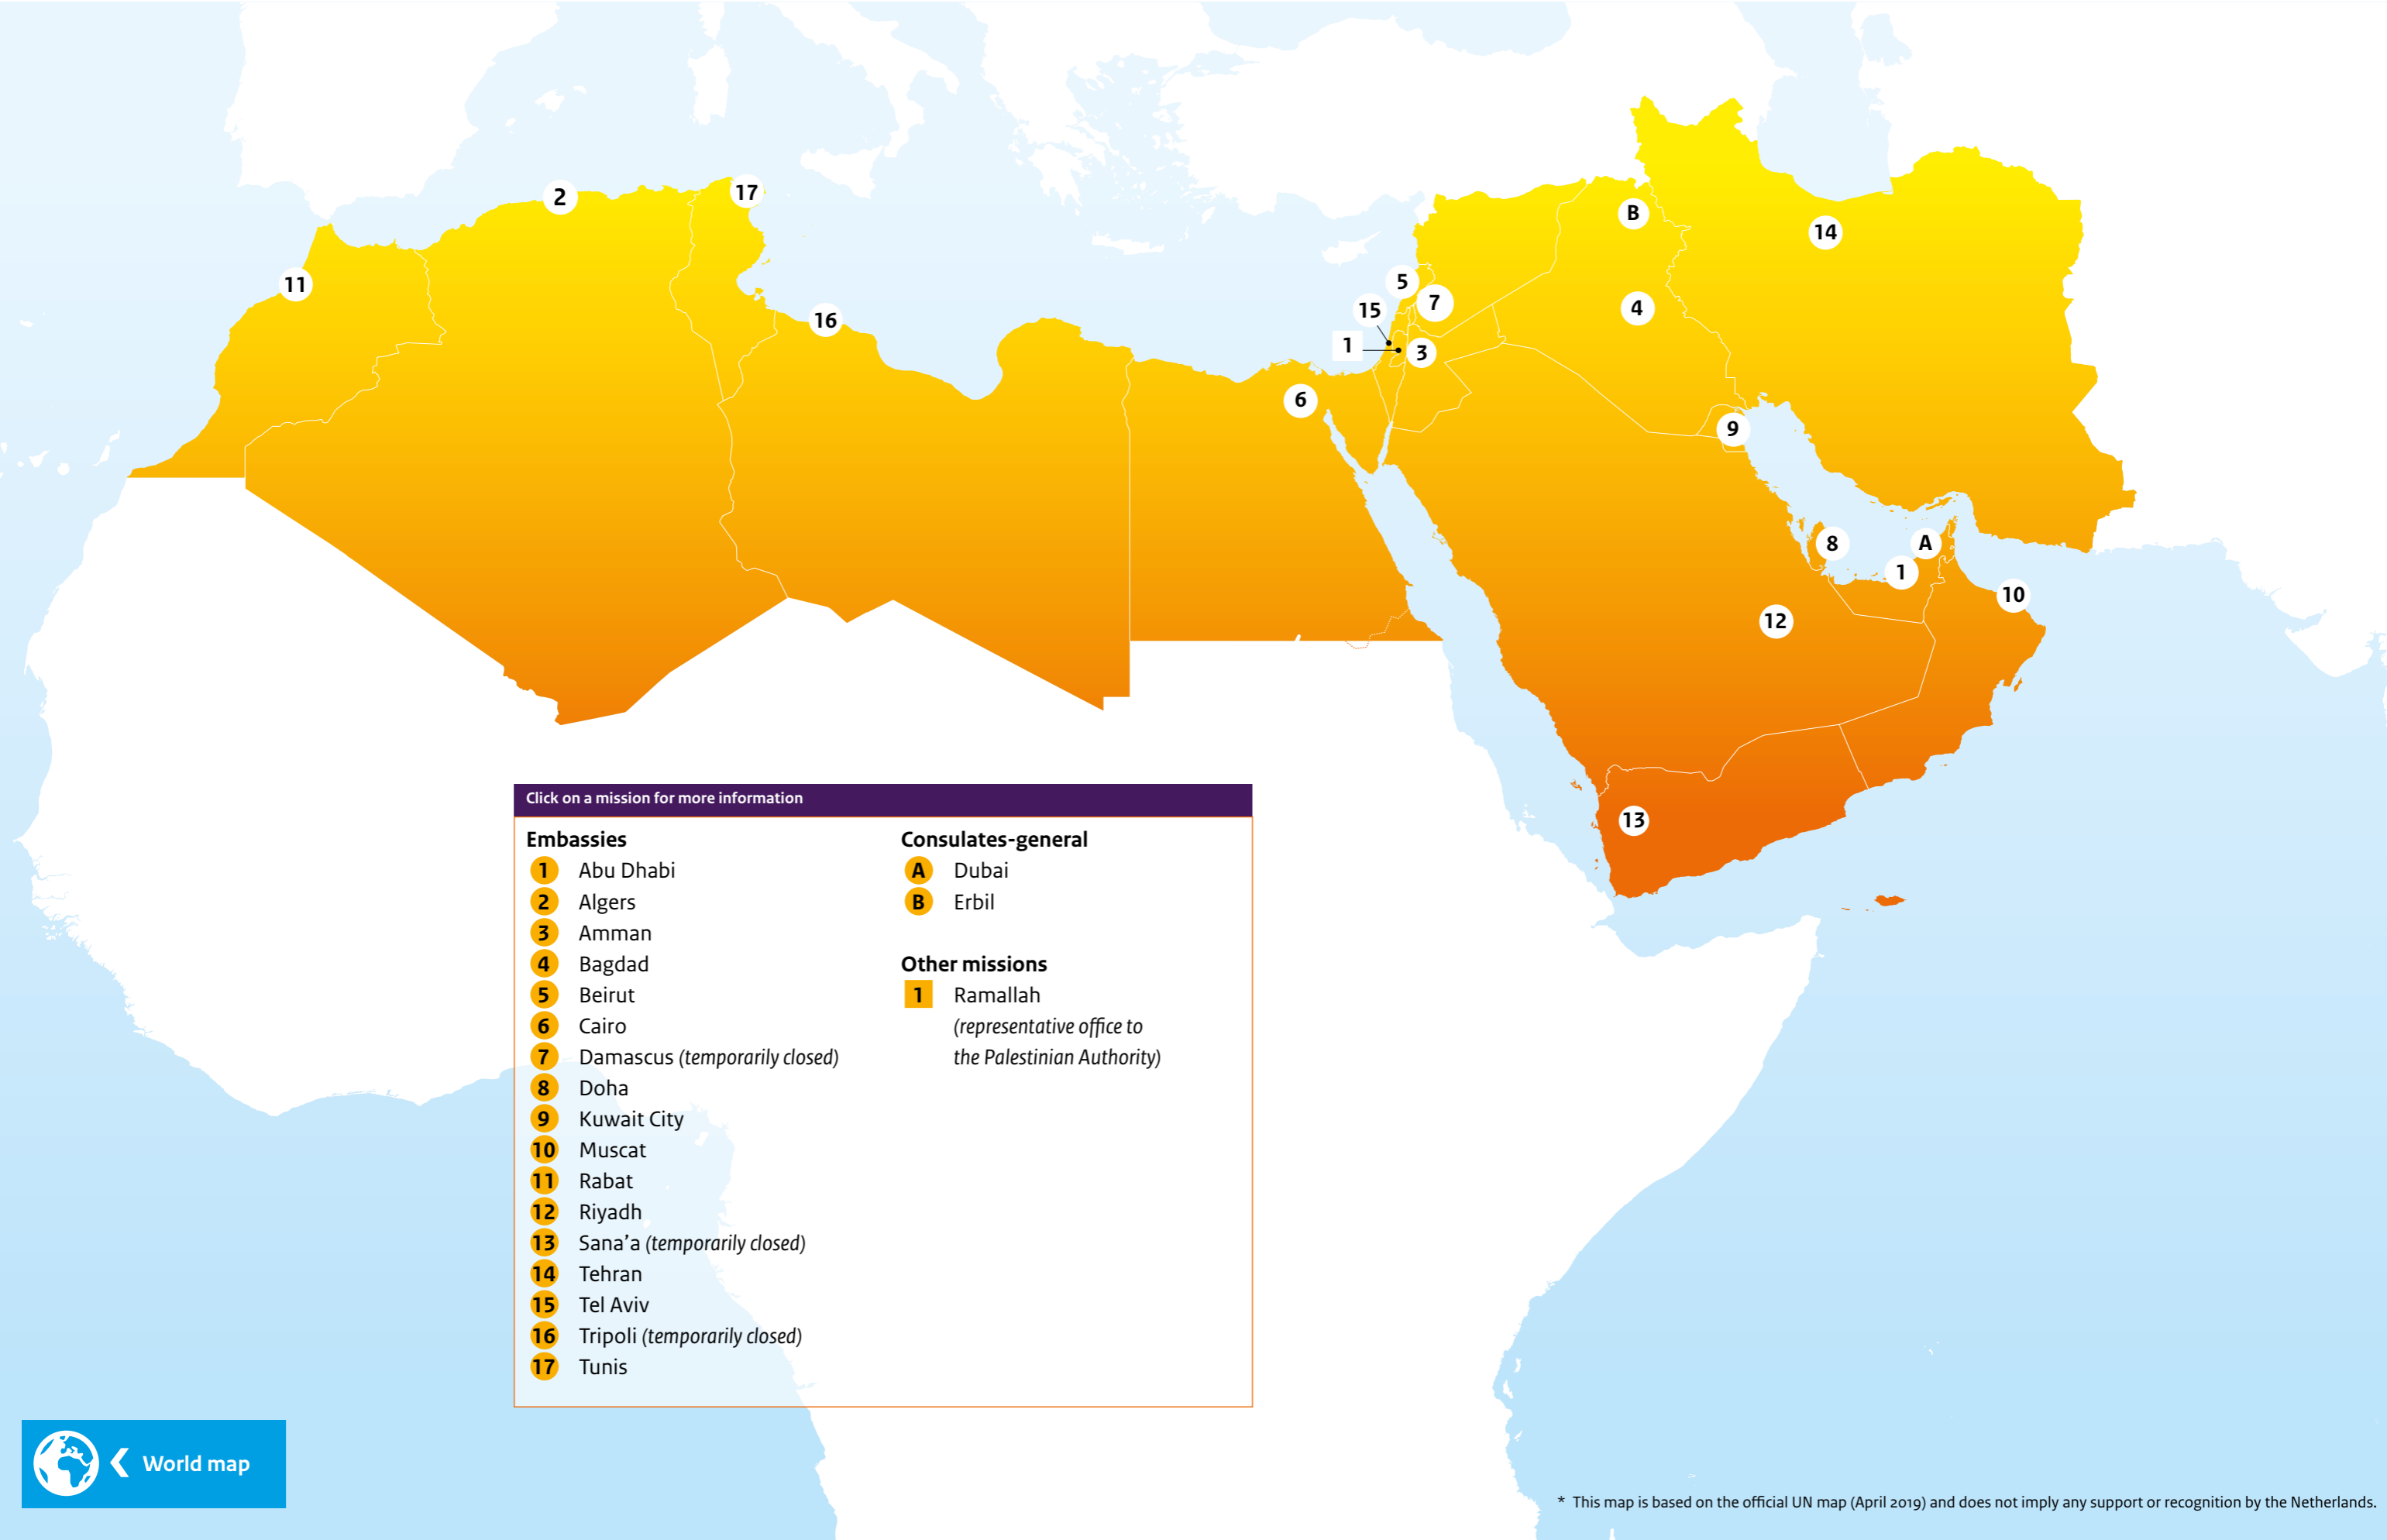 2
17
B
14
11
5
7
4
15
16
1
3
6
9
8
A
1
10
12
13
Click on a mission for more information
Embassies
1 Abu Dhabi
2 Algers
3 Amman
4 Bagdad
5 Beirut
6 Cairo
7 Damascus (temporarily closed)
8 Doha
9 Kuwait City
10 Muscat
11 Rabat
12 Riyadh
13 Sana’a (temporarily closed)
14 Tehran
15 Tel Aviv
16 Tripoli (temporarily closed)
17 Tunis
Consulates-general
A Dubai
B Erbil
Other missions
1 Ramallah
(representative office to
the Palestinian Authority)
World map
* This map is based on the official UN map (April 2019) and does not imply any support or recognition by the Netherlands.